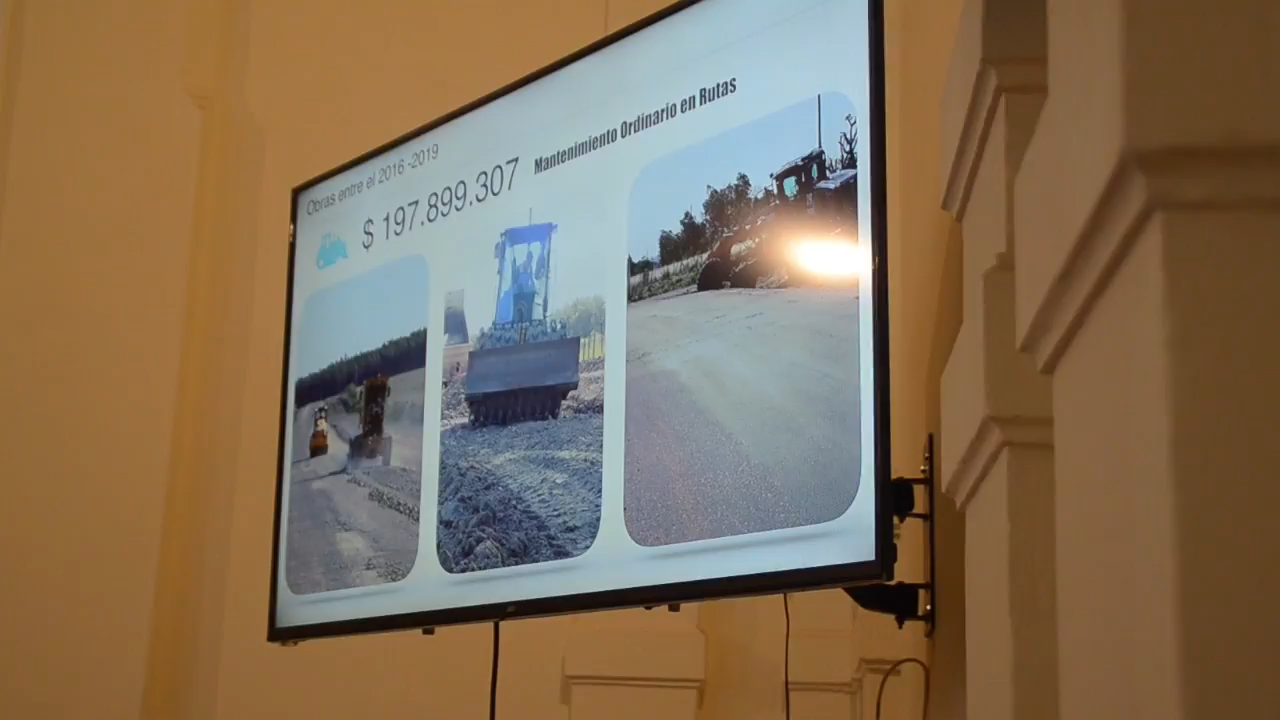 Obras entre el 2016 -2019
$ 197.899.307
Mantenimiento Ordinario en Rutas